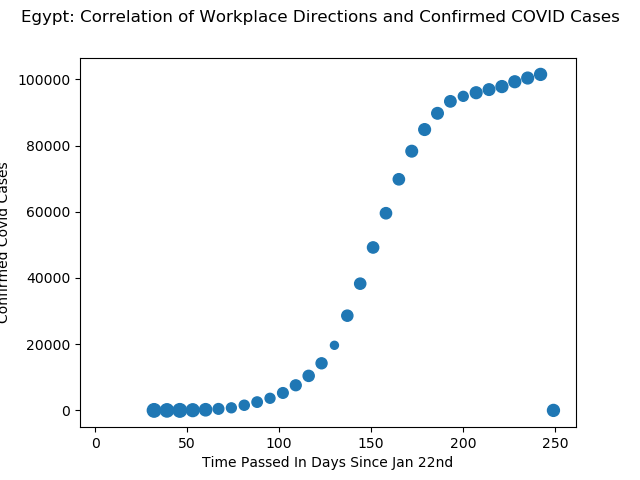 Egypt: Correlation of Workplace Directions and Confirmed COVID Cases
100000
80000
60000
40000
20000
0
Confirmed Covid Cases
0 50 100 150 200 250
Time Passed In Days Since Jan 22nd